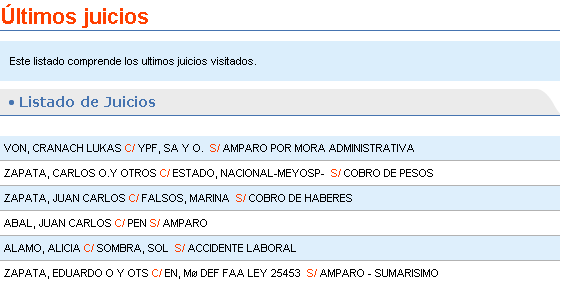 Últimos juicios
Este listado comprende los ultimos juicios visitados.
• Listado de Juicios
VON, CRANACH LUKAS C/ YPF, SA Y O. S/ AMPARO POR MORA ADMINISTRATIVA
ZAPATA, CARLOS O.Y OTROS C/ ESTADO, NACIONAL-MEYOSP- S/ COBRO DE PESOS
ZAPATA, JUAN CARLOS C/ FALSOS, MARINA S/ COBRO DE HABERES
ABAL, JUAN CARLOS C/ PEN S/ AMPARO
ALAMO, ALICIA C/ SOMBRA, SOL S/ ACCIDENTE LABORAL
ZAPATA, EDUARDO O Y OTS C/ EN, Mø DEF FAA LEY 25453 S/ AMPARO - SUMARISIMO